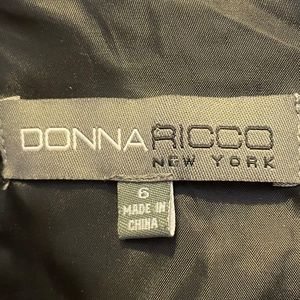 DONNA RICCO
NEW YORK
6
MADE IN
CHINA